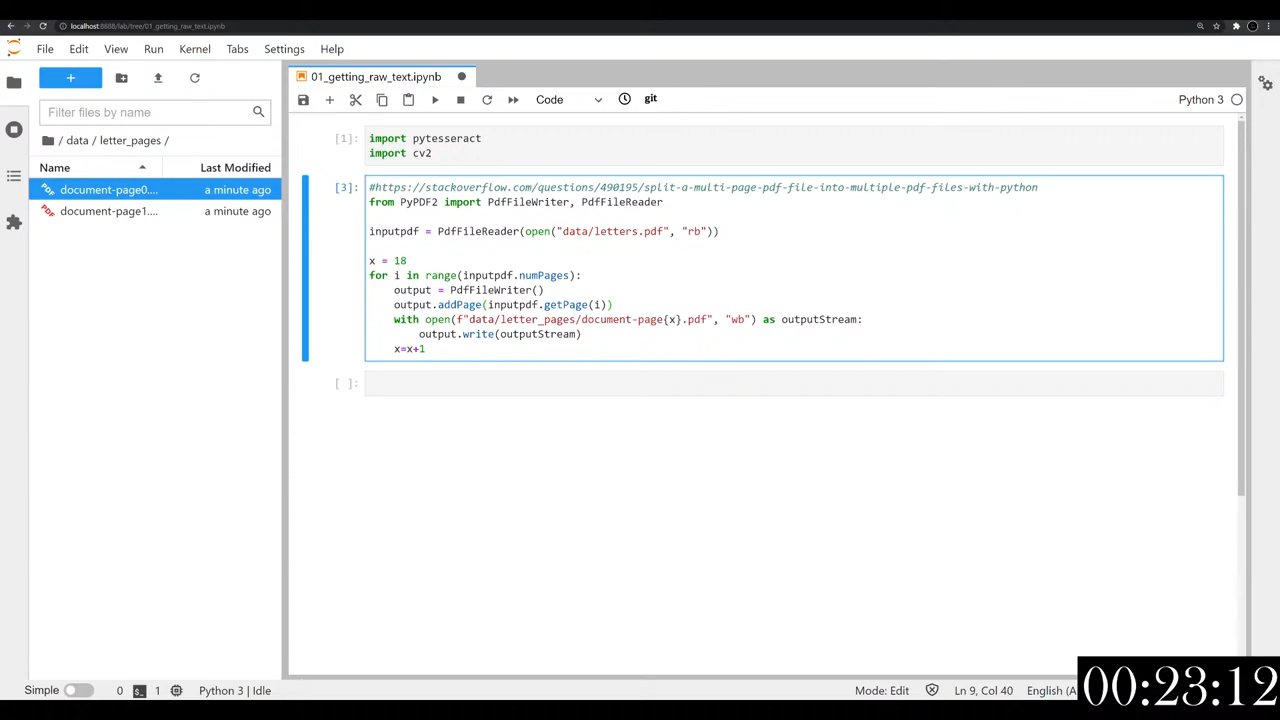 localhost:8888/lab/tree/01_getting_raw_text.ipynb
File Edit View Run Kernel Tabs Settings Help
+
Filter files by name
/ data / letter_pages /
Name Last Modified
document-page0.... a minute ago
document-page1.... a minute ago
01_getting_raw_text.ipynb
Code git Python 3
[1]: import pytesseract
import cv2
[3]: #https://stackoverflow.com/questions/490195/split-a-multi-page-pdf-file-into-multiple-pdf-files-with-python
from PyPDF2 import PdfFileWriter, PdfFileReader
inputpdf = PdfFileReader(open("data/letters.pdf", "rb"))
x = 18
for i in range(inputpdf.numPages):
output = PdfFileWriter()
output.addPage(inputpdf.getPage(i))
with open(f"data/letter_pages/document-page{x}.pdf", "wb") as outputStream:
output.write(outputStream)
x=x+1
[ ]:
Simple 0 $_ 1 Python 3 | Idle Mode: Edit Ln 9, Col 40 English (A
00:23:12